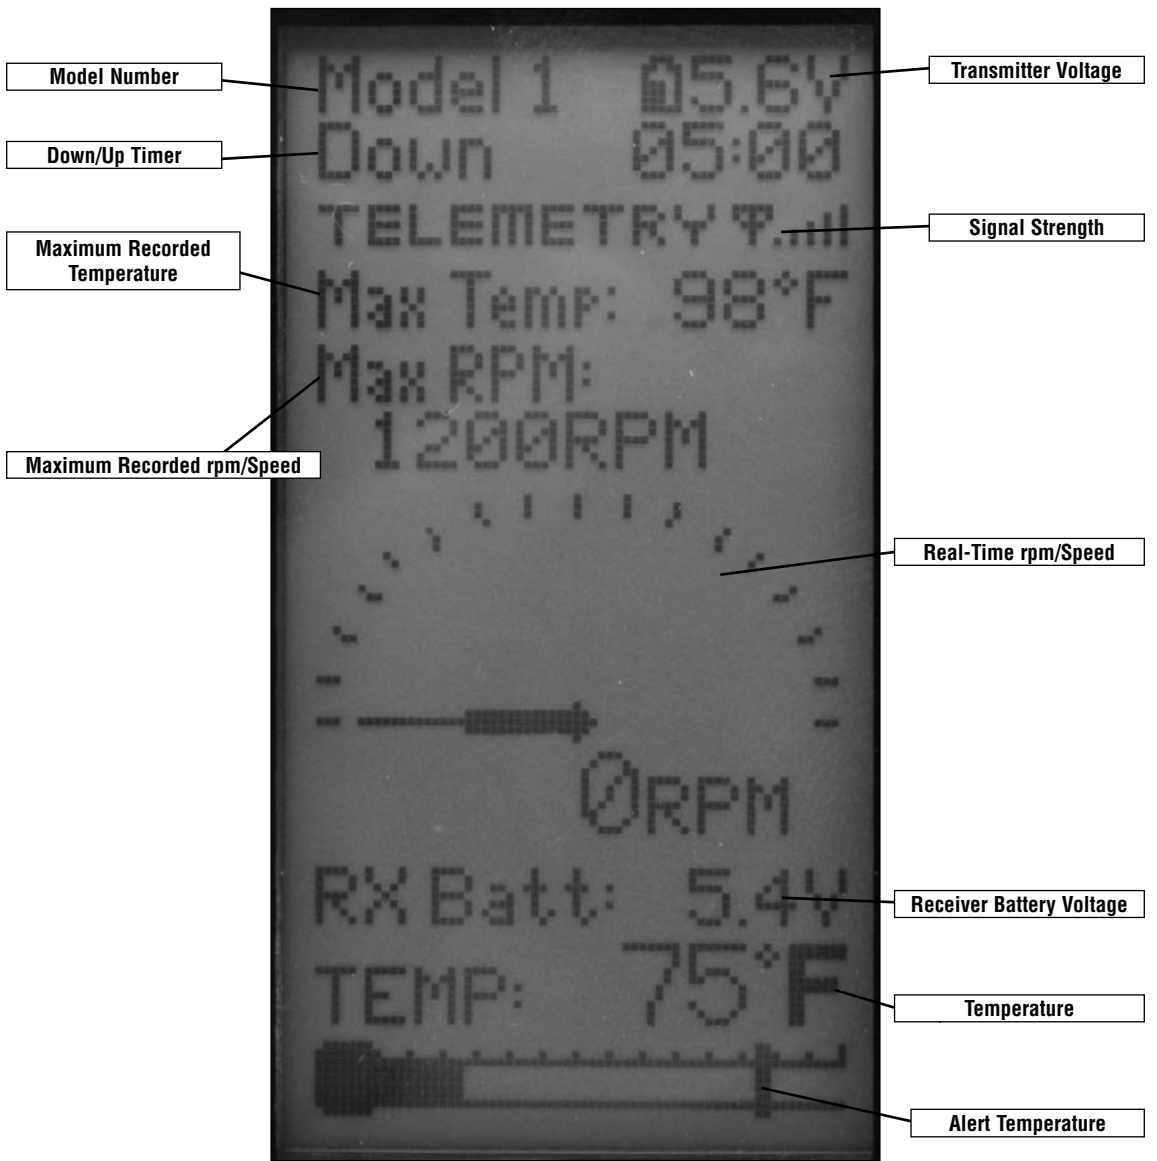 Model Number
Model 1 5.6V
Transmitter Voltage
Down/Up Timer
Down 05:00
TELEMETRY
Signal Strength
Maximum Recorded
Temperature
Max Temp: 98°F
Max RPM:
1200RPM
Maximum Recorded rpm/Speed
Real-Time rpm/Speed
0RPM
RX Batt: 5.4V
Receiver Battery Voltage
TEMP: 75°F
Temperature
Alert Temperature